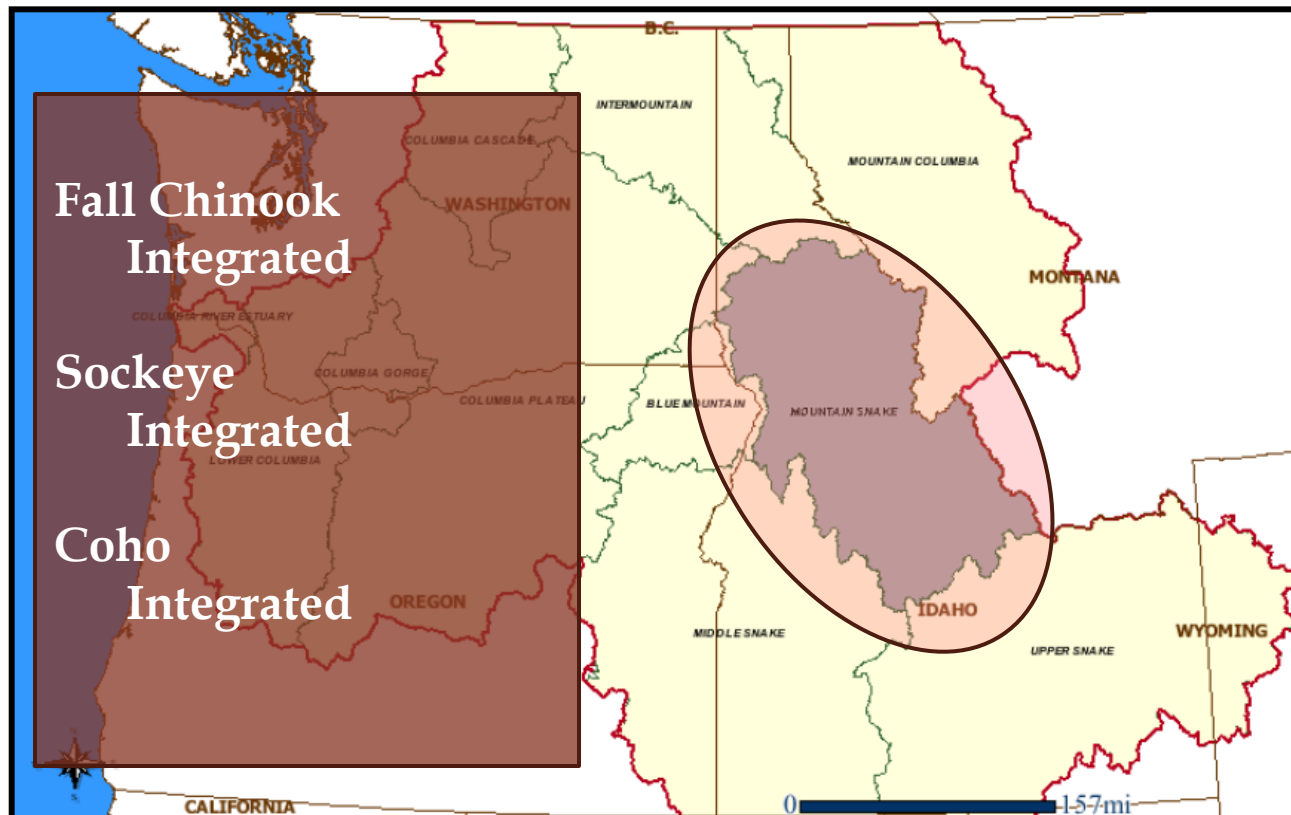 B.C.
INTERMOUNTAIN
COLUMBIA CASCADE
MOUNTAIN COLUMBIA
Fall Chinook
WASHINGTON
Integrated
MONTANA
COLUMBIA RIVER ESTUARY
Sockeye
COLUMBIA GORGE
COLUMBIA PLATEAU
BLUE MOUNTAIN
MOUNTAIN SNAKE
Integrated
LOWER COLUMBIA
Coho
Integrated
OREGON
IDAHO
MIDDLE SNAKE
WYOMING
UPPER SNAKE
CALIFORNIA
0 157mi